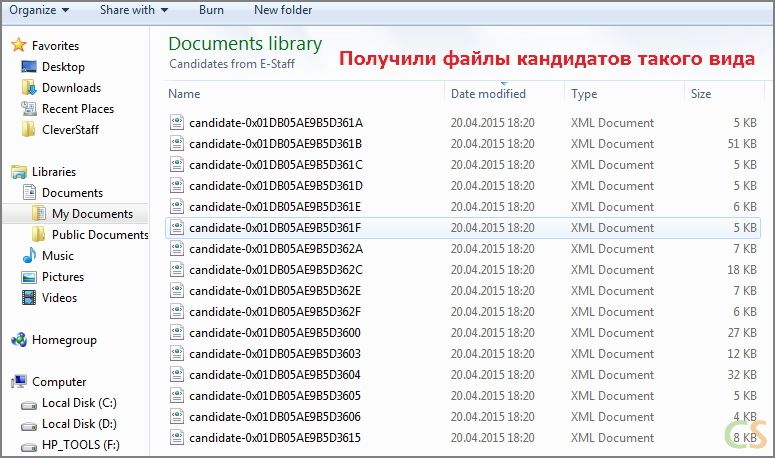 Organize Share with Burn New folder
Favorites
Desktop
Downloads
Recent Places
CleverStaff
Libraries
Documents
My Documents
Public Documents
Music
Pictures
Videos
Homegroup
Computer
Local Disk (C:)
Local Disk (D:)
HP_TOOLS (F:)
Documents library
Candidates from E-Staff
Получили файлы кандидатов такого вида
Name Date modified Type Size
candidate-0x01DB05AE9B5D361A 20.04.2015 18:20 XML Document 5 KB
candidate-0x01DB05AE9B5D361B 20.04.2015 18:20 XML Document 51 KB
candidate-0x01DB05AE9B5D361C 20.04.2015 18:20 XML Document 5 KB
candidate-0x01DB05AE9B5D361D 20.04.2015 18:20 XML Document 5 KB
candidate-0x01DB05AE9B5D361E 20.04.2015 18:20 XML Document 6 KB
candidate-0x01DB05AE9B5D361F 20.04.2015 18:20 XML Document 5 KB
candidate-0x01DB05AE9B5D362A 20.04.2015 18:20 XML Document 7 KB
candidate-0x01DB05AE9B5D362C 20.04.2015 18:20 XML Document 18 KB
candidate-0x01DB05AE9B5D362E 20.04.2015 18:20 XML Document 7 KB
candidate-0x01DB05AE9B5D362F 20.04.2015 18:20 XML Document 6 KB
candidate-0x01DB05AE9B5D3600 20.04.2015 18:20 XML Document 27 KB
candidate-0x01DB05AE9B5D3603 20.04.2015 18:20 XML Document 12 KB
candidate-0x01DB05AE9B5D3604 20.04.2015 18:20 XML Document 32 KB
candidate-0x01DB05AE9B5D3605 20.04.2015 18:20 XML Document 5 KB
candidate-0x01DB05AE9B5D3606 20.04.2015 18:20 XML Document 4 KB
candidate-0x01DB05AE9B5D3615 20.04.2015 18:20 XML Document 8 KB
CS